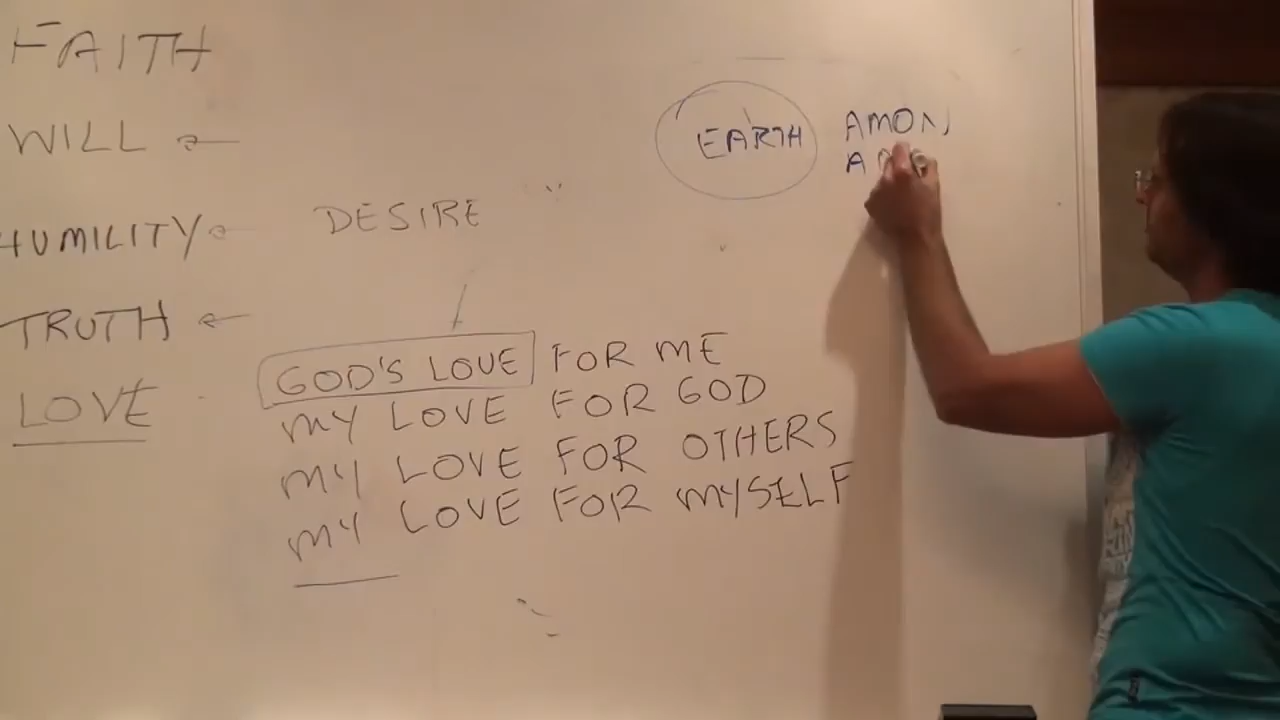 FAITH
WILL
HUMILITY
DESIRE
TRUTH
LOVE
GOD'S LOVE FOR ME
MY LOVE FOR GOD
MY LOVE FOR OTHERS
MY LOVE FOR MYSELF
EARTH
AMON